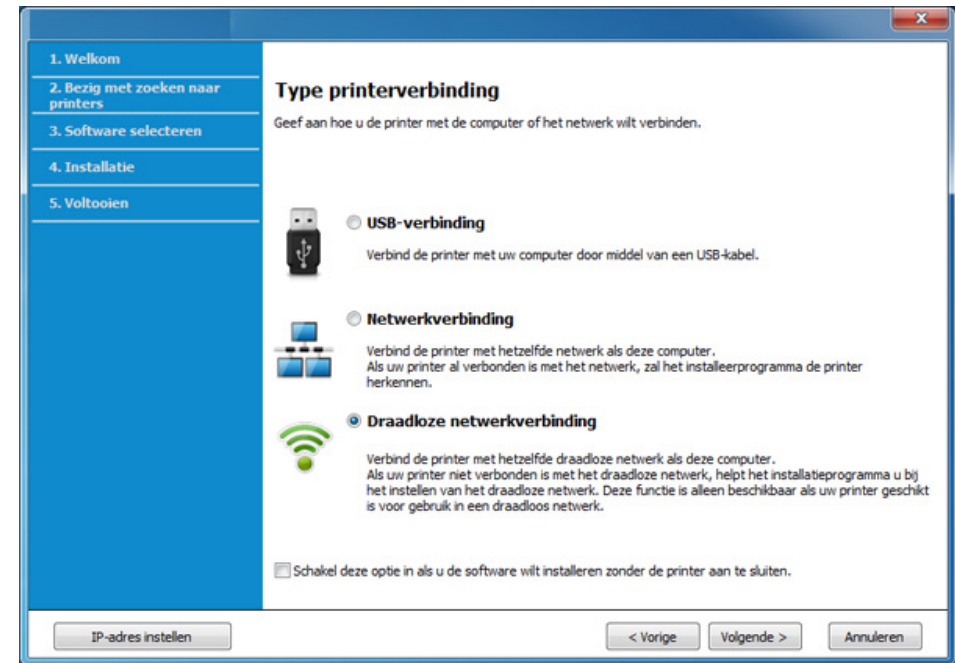 1. Welkom
2. Bezig met zoeken naar
printers
3. Software selecteren
4. Installatie
5. Voltooien
Type printerverbinding
Geef aan hoe u de printer met de computer of het netwerk wilt verbinden.
USB-verbinding
Verbind de printer met uw computer door middel van een USB-kabel.
Netwerkverbinding
Verbind de printer met hetzelfde netwerk als deze computer.
Als uw printer al verbonden is met het netwerk, zal het installeerprogramma de printer
herkennen.
Draadloze netwerkverbinding
Verbind de printer met hetzelfde draadloze netwerk als deze computer.
Als uw printer niet verbonden is met het draadloze netwerk, helpt het installatieprogramma u bij
het instellen van het draadloze netwerk. Deze functie is alleen beschikbaar als uw printer geschikt
is voor gebruik in een draadloos netwerk.
Schakel deze optie in als u de software wilt installeren zonder de printer aan te sluiten.
IP-adres instellen
< Vorige
Volgende >
Annuleren